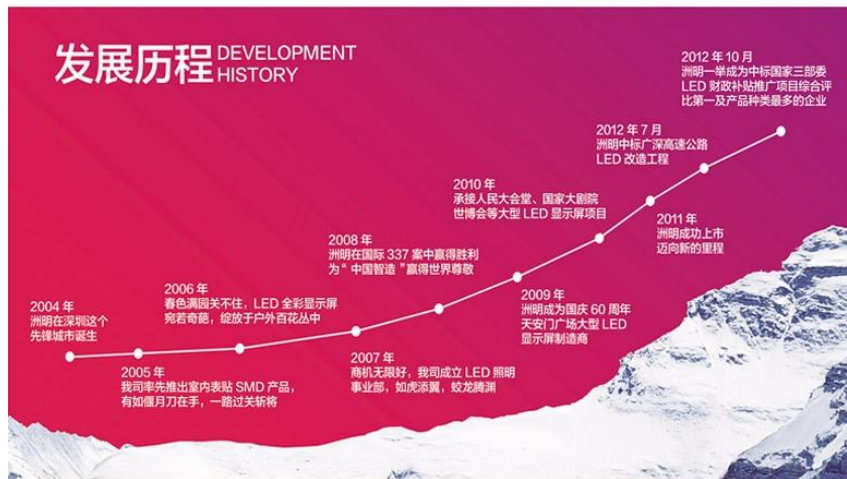 发展历程 DEVELOPMENT
HISTORY
2004 年
洲明在深圳这个
先锋城市诞生
2005 年
我司率先推出室内表贴 SMD 产品，
有如偃月刀在手，一路过关斩将
2006 年
春色满园关不住，LED 全彩显示屏
宛若奇葩，绽放于户外百花丛中
2007 年
商机无限好，我司成立 LED 照明
事业部，如虎添翼，蛟龙腾渊
2008 年
洲明在国际 337 案中赢得胜利
为“中国智造”赢得世界尊敬
2009 年
洲明成为国庆 60 周年
天安门广场大型 LED
显示屏制造商
2010 年
承接人民大会堂、国家大剧院
世博会等大型 LED 显示屏项目
2011 年
洲明成功上市
迈向新的里程
2012 年 7 月
洲明中标广深高速公路
LED 改造工程
2012 年 10 月
洲明一举成为中标国家三部委
LED 财政补贴推广项目综合评
比第一及产品种类最多的企业